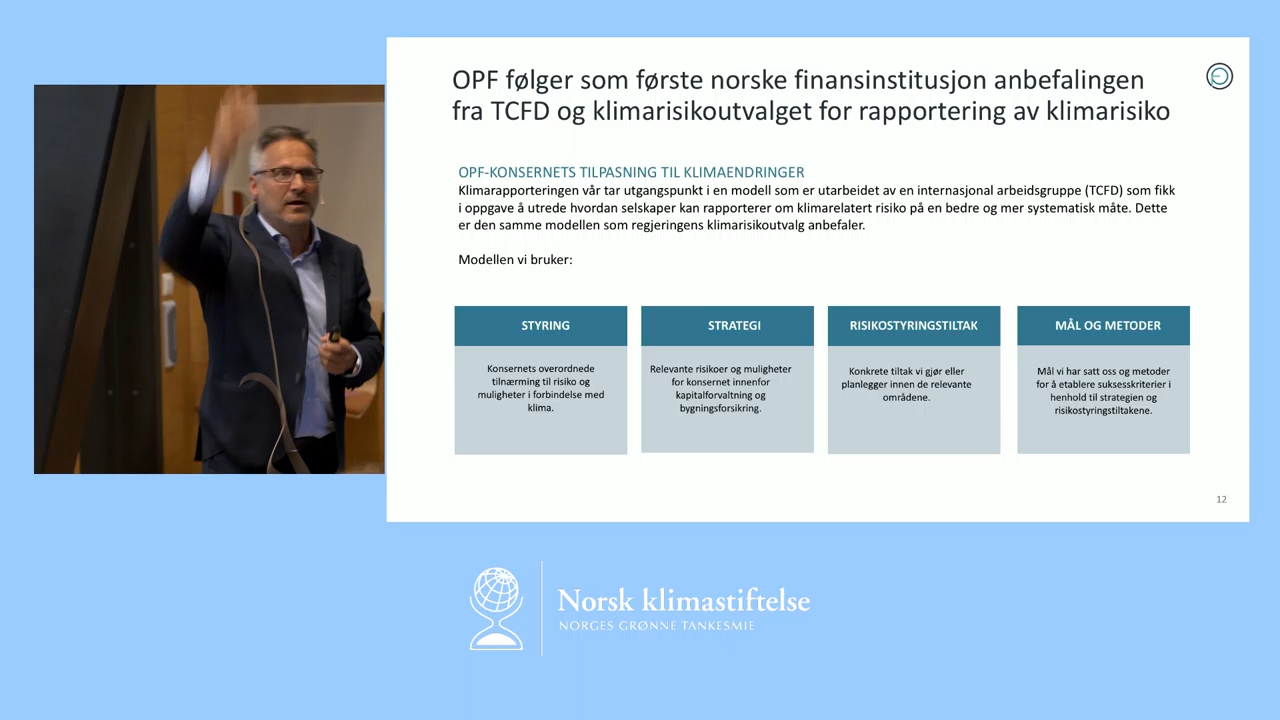 OPF følger som første norske finansinstitusjon anbefalingen
fra TCFD og klimarisikoutvalget for rapportering av klimarisiko
OPF-KONSERNETS TILPASNING TIL KLIMAENDRINGER
Klimarapporteringen vår tar utgangspunkt i en modell som er utarbeidet av en internasjonal arbeidsgruppe (TCFD) som fikk
i oppgave å utrede hvordan selskaper kan rapporterer om klimarelatert risiko på en bedre og mer systematisk måte. Dette
er den samme modellen som regjeringens klimarisikoutvalg anbefaler.
Modellen vi bruker:
STYRING
Konsernets overordnede
tilnærming til risiko og
muligheter i forbindelse med
klima.
STRATEGI
Relevante risikoer og muligheter
for konsernet innenfor
kapitalforvaltning og
bygningsforsikring.
RISIKOSTYRINGSTILTAK
Konkrete tiltak vi gjør eller
planlegger innen de relevante
områdene.
MÅL OG METODER
Mål vi har satt oss og metoder
for å etablere suksesskriterier i
henhold til strategien og
risikostyringstiltakene.
12
Norsk klimastiftelse
NORGES GRØNNE TANKESMIE